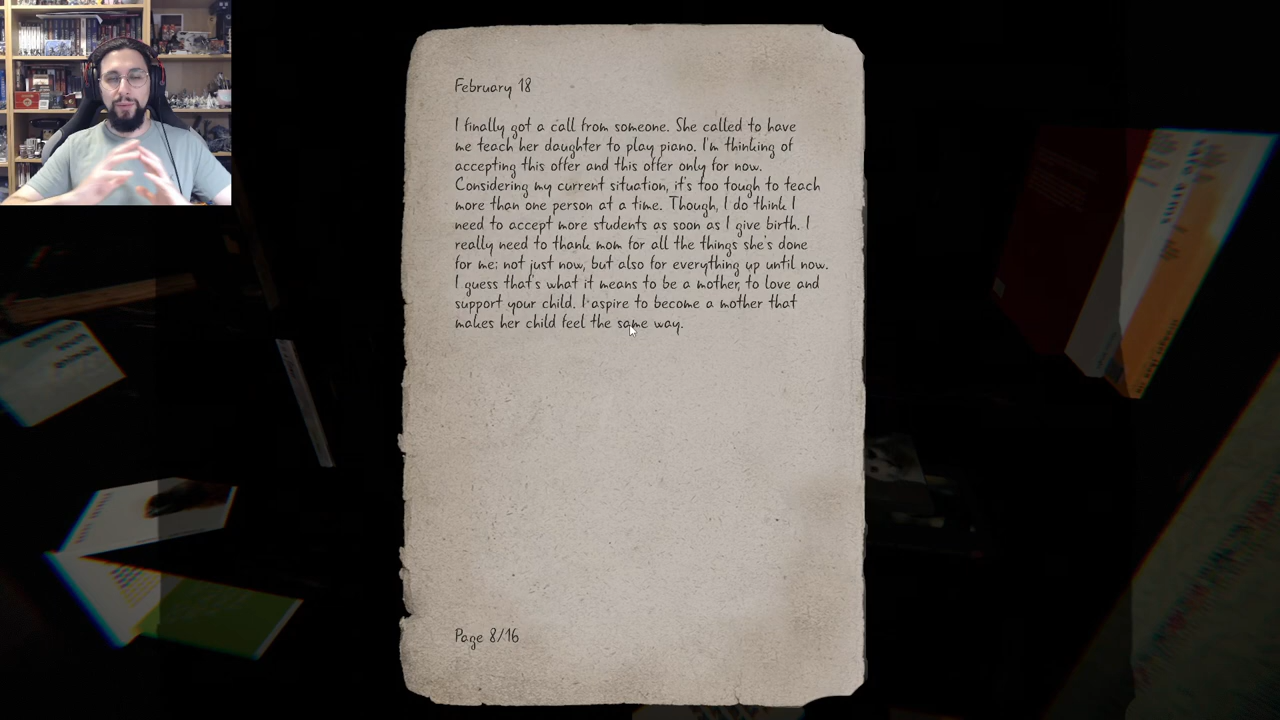 February 18
I finally got a call from someone. She called to have
me teach her daughter to play piano. I'm thinking of
accepting this offer and this offer only for now.
Considering my current situation, it's too tough to teach
more than one person at a time. Though, I do think I
need to accept more students as soon as I give birth. I
really need to thank mom for all the things she's done
for me; not just now, but also for everything up until now.
I guess that's what it means to be a mother, to love and
support your child. I aspire to become a mother that
makes her child feel the same way.
Page 8/16